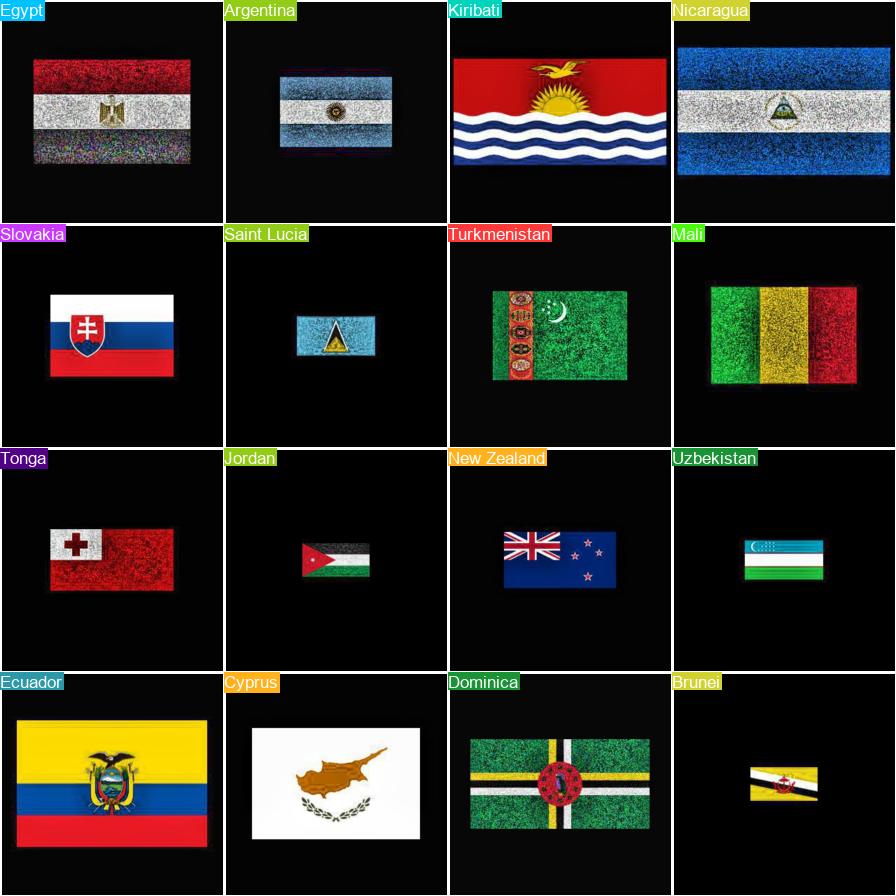 Egypt
Argentina
Kiribati
Nicaragua
Slovakia
Saint Lucia
Turkmenistan
Mali
Tonga
Jordan
New Zealand
Uzbekistan
Ecuador
Cyprus
Dominica
Brunei